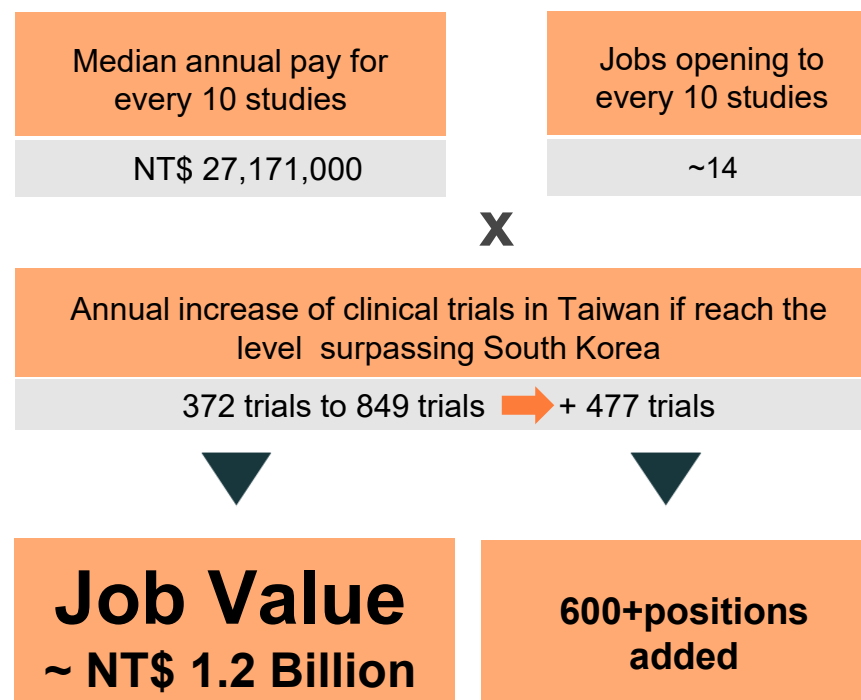 Median annual pay for
every 10 studies
Jobs opening to
every 10 studies
NT$ 27,171,000
~14
X
Annual increase of clinical trials in Taiwan if reach the
level surpassing South Korea
372 trials to 849 trials + 477 trials
Job Value
~ NT$ 1.2 Billion
600+positions
added